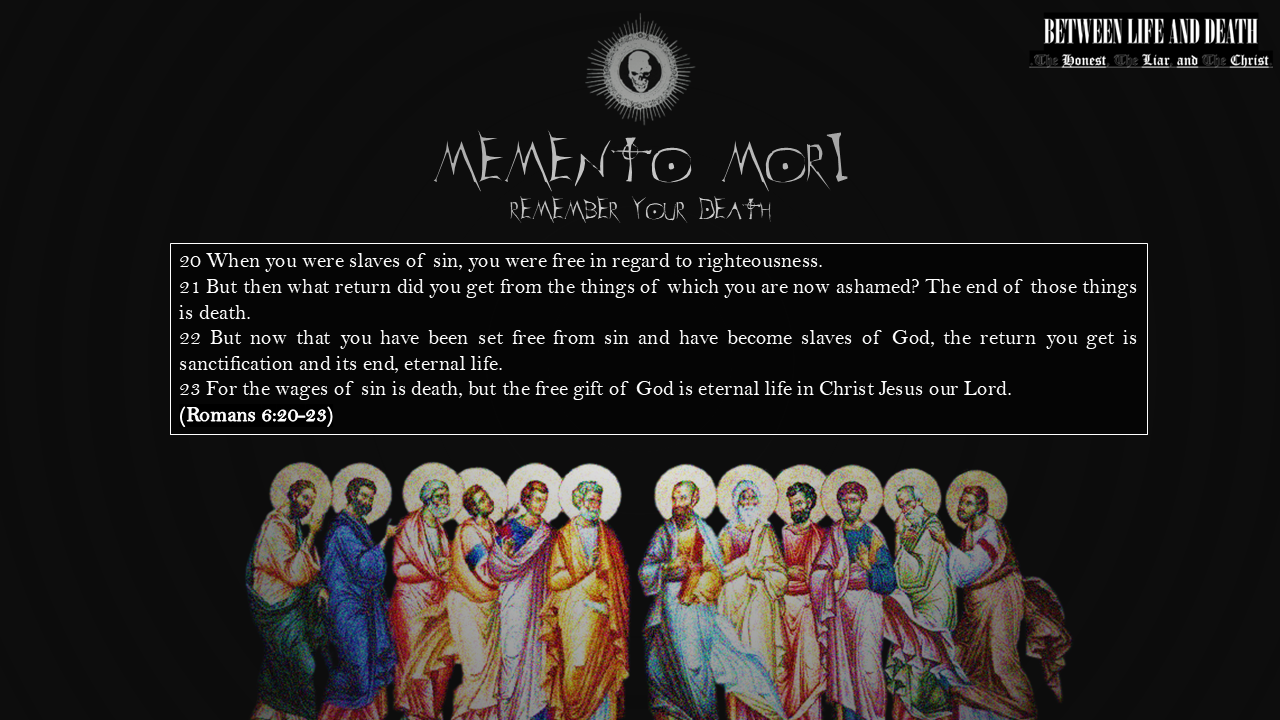 BETWEEN LIFE AND DEATH
The Honest, The Liar, and The Christ
MEMENTO MORI
REMEMBER YOUR DEATH
20 When you were slaves of sin, you were free in regard to righteousness.
21 But then what return did you get from the things of which you are now ashamed? The end of those things
is death.
22 But now that you have been set free from sin and have become slaves of God, the return you get is
sanctification and its end, eternal life.
23 For the wages of sin is death, but the free gift of God is eternal life in Christ Jesus our Lord.
(Romans 6:20-23)